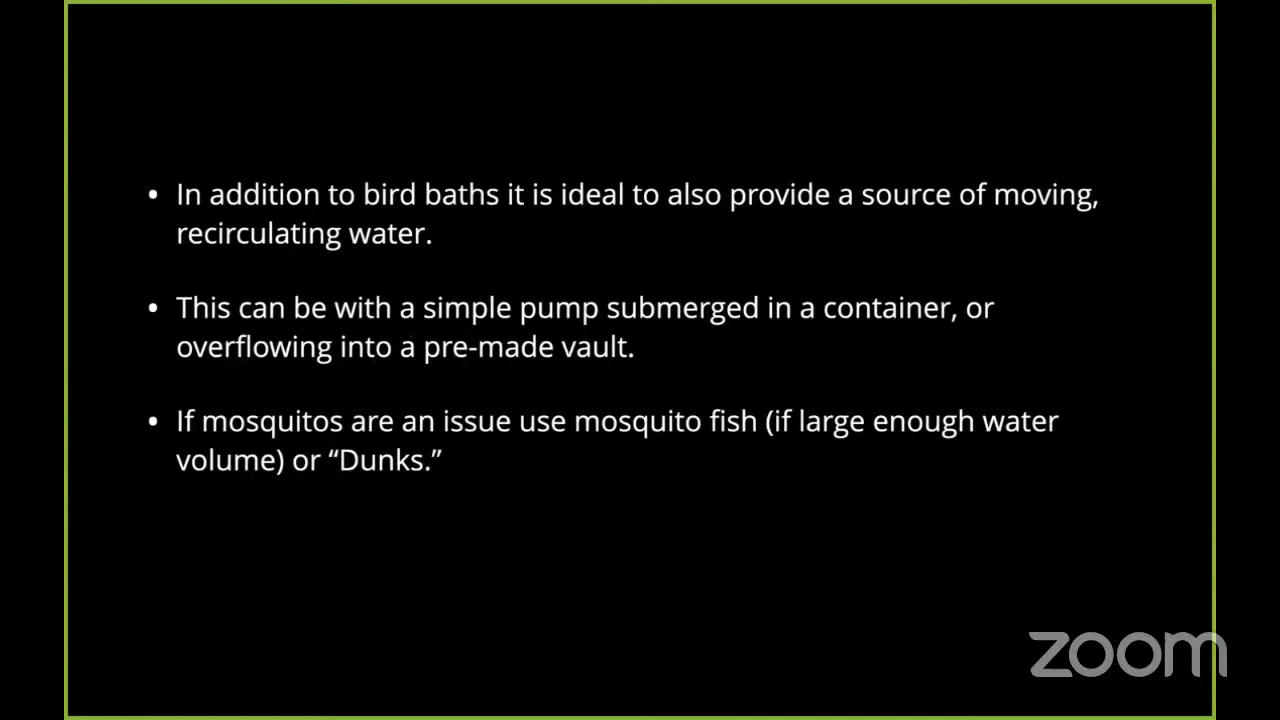 • In addition to bird baths it is ideal to also provide a source of moving,
recirculating water.
• This can be with a simple pump submerged in a container, or
overflowing into a pre-made vault.
• If mosquitos are an issue use mosquito fish (if large enough water
volume) or “Dunks.”
zoom